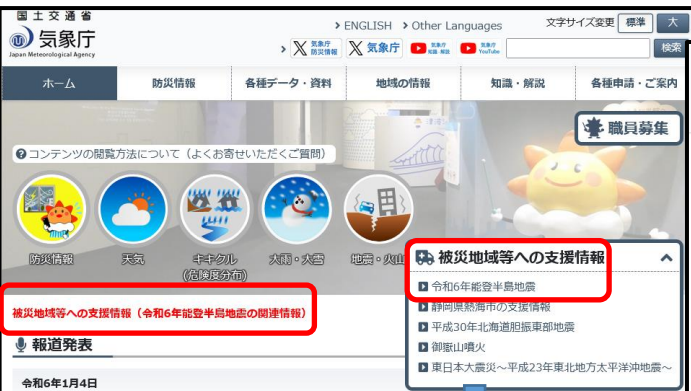 国土交通省
気象庁
Japan Meteorological Agency
ENGLISH Other Languages
文字サイズ変更 標準 大
X 気象庁 防災情報 X 気象庁 気象庁 YouTube 検索
ホーム 防災情報 各種データ・資料 地域の情報 知識・解説 各種申請・ご案内
職員募集
コンテンツの閲覧方法について（よくお寄せいただくご質問）
防災情報 天気 キキクル 大雨・大雪 地震・火山
(危険度分布)
被災地域等への支援情報
令和6年能登半島地震
静岡県熱海市の支援情報
平成30年北海道胆振東部地震
御嶽山噴火
東日本大震災～平成23年東北地方太平洋沖地震～
被災地域等への支援情報（令和6年能登半島地震の関連情報）
報道発表
令和6年1月4日